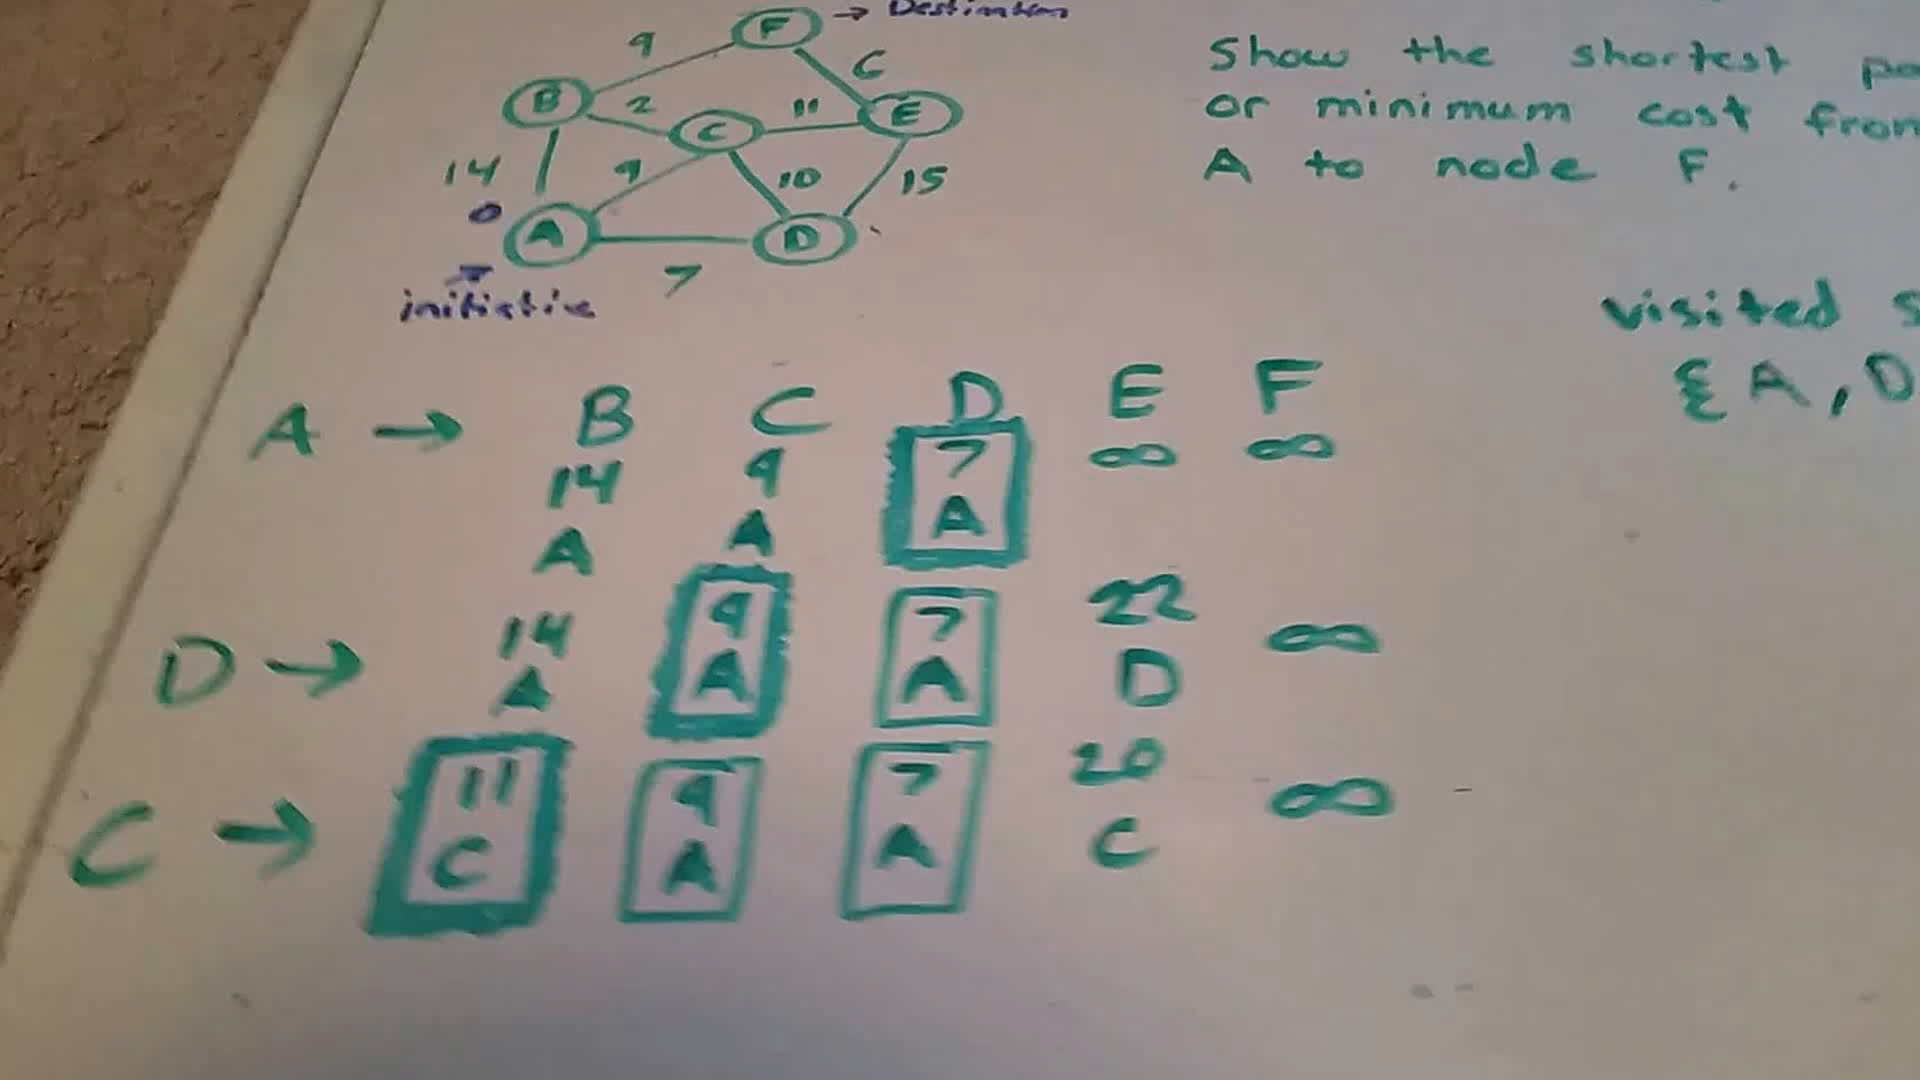 F → Destination
9 6
B 2 C 11 E
14 9 10 15
0
A D
7
initiative
Show the shortest
or minimum cost from
A to node F.
visited
{A, D
A → B C D E F
14 9 7 ∞ ∞
A A A
D → 14 9 7 22 ∞
A A A D
C → 11 9 7 20 ∞
C A A C